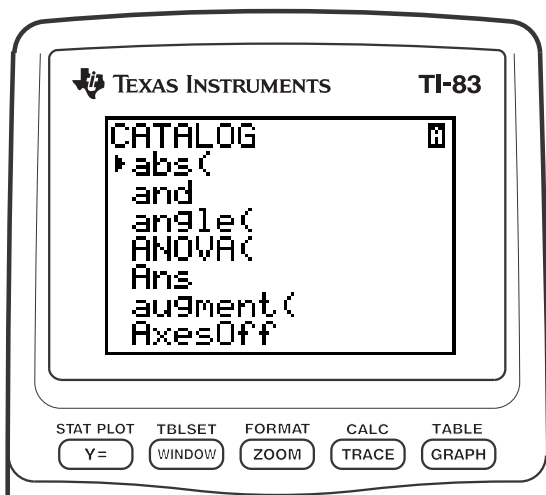 TEXAS INSTRUMENTS TI-83
CATALOG A
abs(
and
angle(
ANOVA(
Ans
augment(
AxesOff
STAT PLOT TBLSET FORMAT CALC TABLE
Y= WINDOW ZOOM TRACE GRAPH